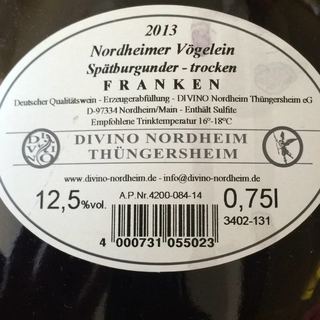 2013
Nordheimer Vögelein
Spätburgunder - trocken
FRANKEN
Deutscher Qualitätswein - Erzeugerabfüllung - DIVINO Nordheim Thüngersheim eG
D-97334 Nordheim/Main - Enthält Sulfite
Empfohlene Trinktemperatur 16°-18°C
DIVINO NORDHEIM
THÜNGERSHEIM
www.divino-nordheim.de - info@divino-nordheim.de
12,5%vol. A.P.Nr.4200-084-14 0,75l
3402-131
4 000731 055023